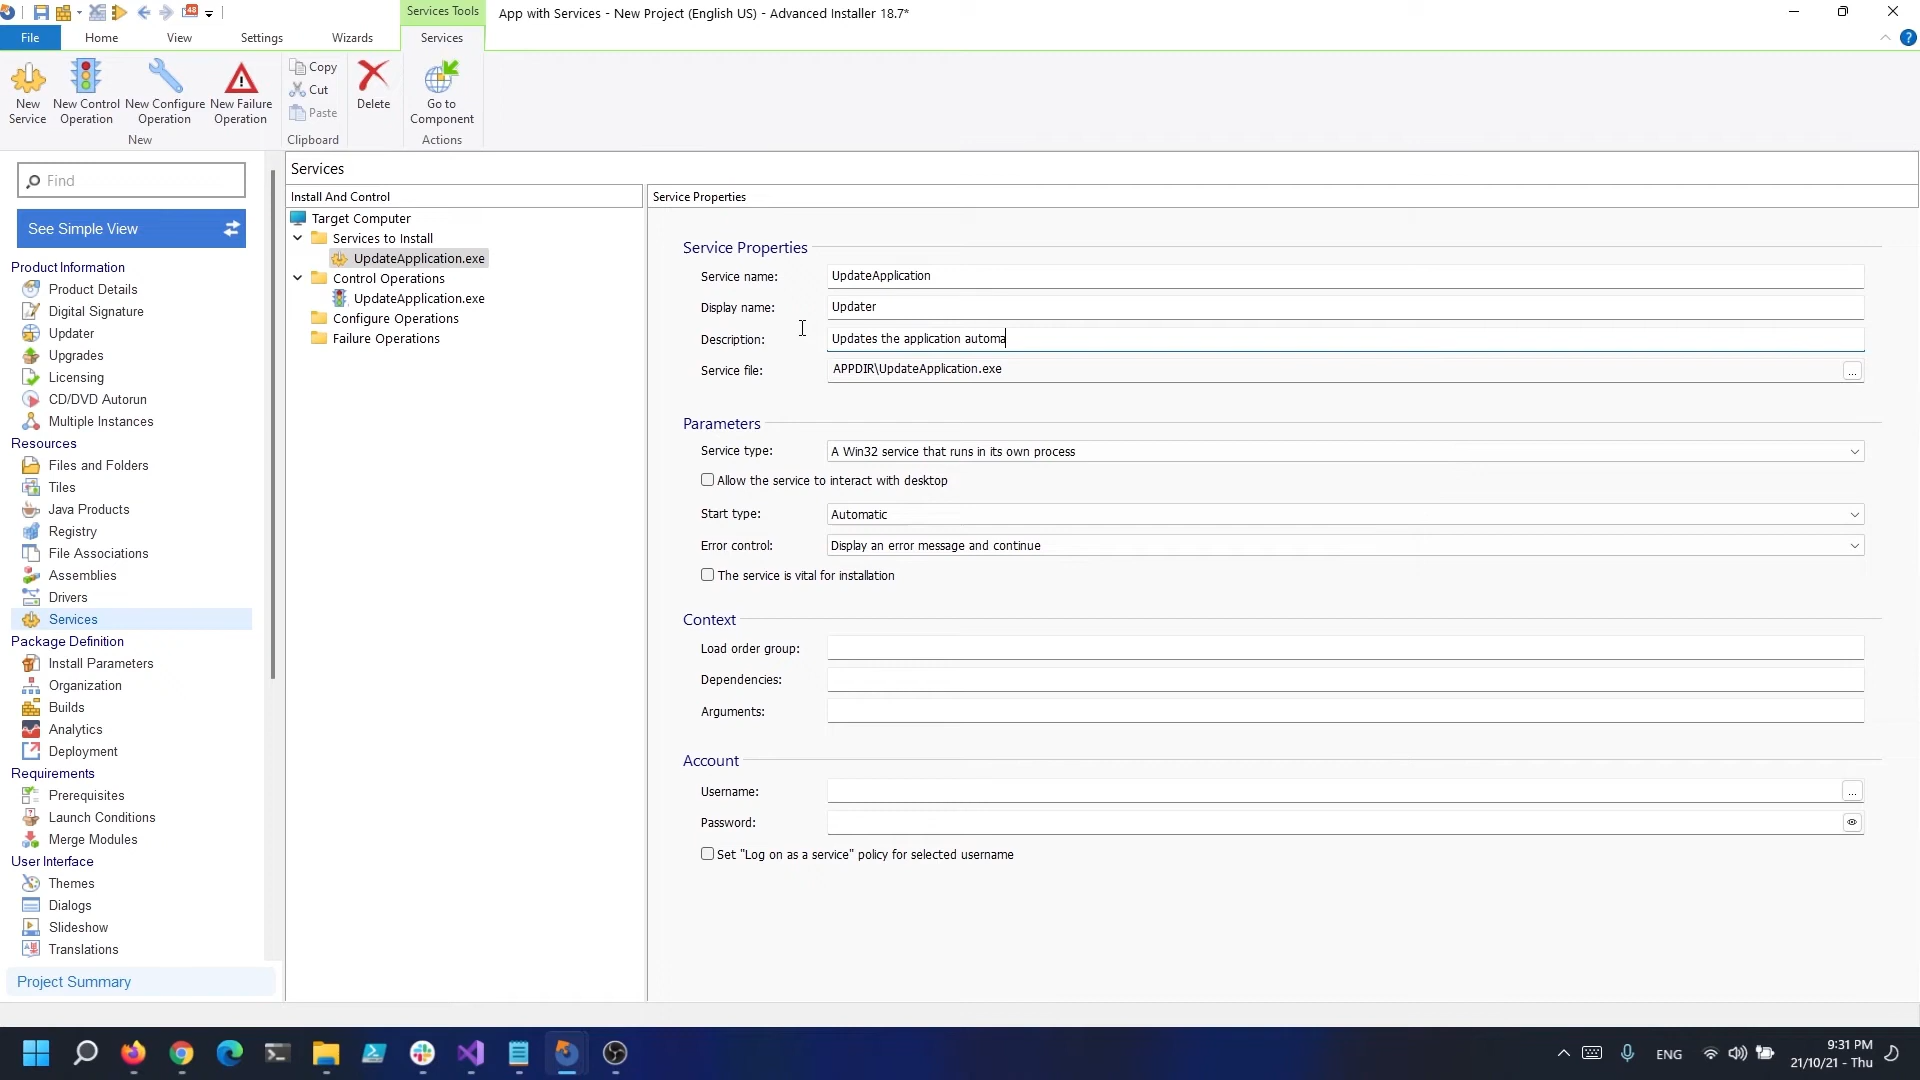 Services Tools
App with Services - New Project (English US) - Advanced Installer 18.7*
File
Home
View
Settings
Wizards
Services
New Service
New Control Operation
New Configure Operation
New Failure Operation
New
Copy
Cut
Paste
Clipboard
Delete
Go to Component
Actions
Find
See Simple View
Product Information
Product Details
Digital Signature
Updater
Upgrades
Licensing
CD/DVD Autorun
Multiple Instances
Resources
Files and Folders
Tiles
Java Products
Registry
File Associations
Assemblies
Drivers
Services
Package Definition
Install Parameters
Organization
Builds
Analytics
Deployment
Requirements
Prerequisites
Launch Conditions
Merge Modules
User Interface
Themes
Dialogs
Slideshow
Translations
Project Summary
Services
Install And Control
Target Computer
Services to Install
UpdateApplication.exe
Control Operations
UpdateApplication.exe
Configure Operations
Failure Operations
Service Properties
Service Properties
Service name: UpdateApplication
Display name: Updater
Description: Updates the application automa
Service file: APPDIR\UpdateApplication.exe ...
Parameters
Service type: A Win32 service that runs in its own process
Allow the service to interact with desktop
Start type: Automatic
Error control: Display an error message and continue
The service is vital for installation
Context
Load order group:
Dependencies:
Arguments:
Account
Username: ...
Password:
Set "Log on as a service" policy for selected username
ENG
9:31 PM
21/10/21 - Thu